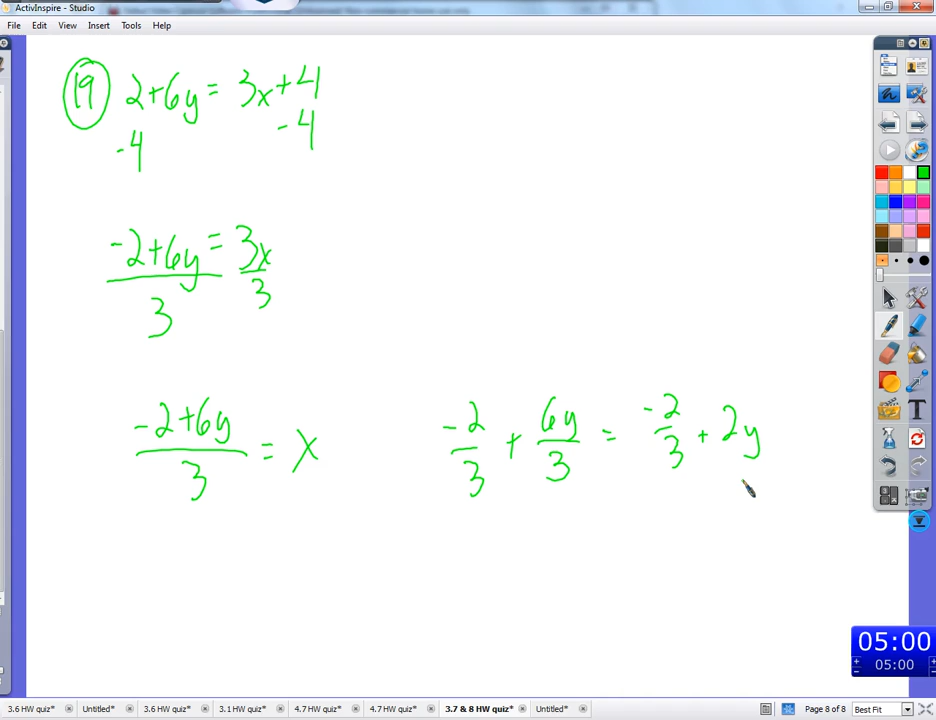 ActivInspire - Studio
File Edit View Insert Tools Help
19 2+6y = 3x+4
-4 -4
-2+6y = 3x
3 3
-2+6y
3 = x
-2/3 + 6y/3 = -2/3 + 2y
05:00
05:00
3.6 HW quiz* Untitled* 3.6 HW quiz* 3.1 HW quiz* 4.7 HW quiz* 4.7 HW quiz* 3.7 & 8 HW quiz* Untitled* Page 8 of 8 Best Fit